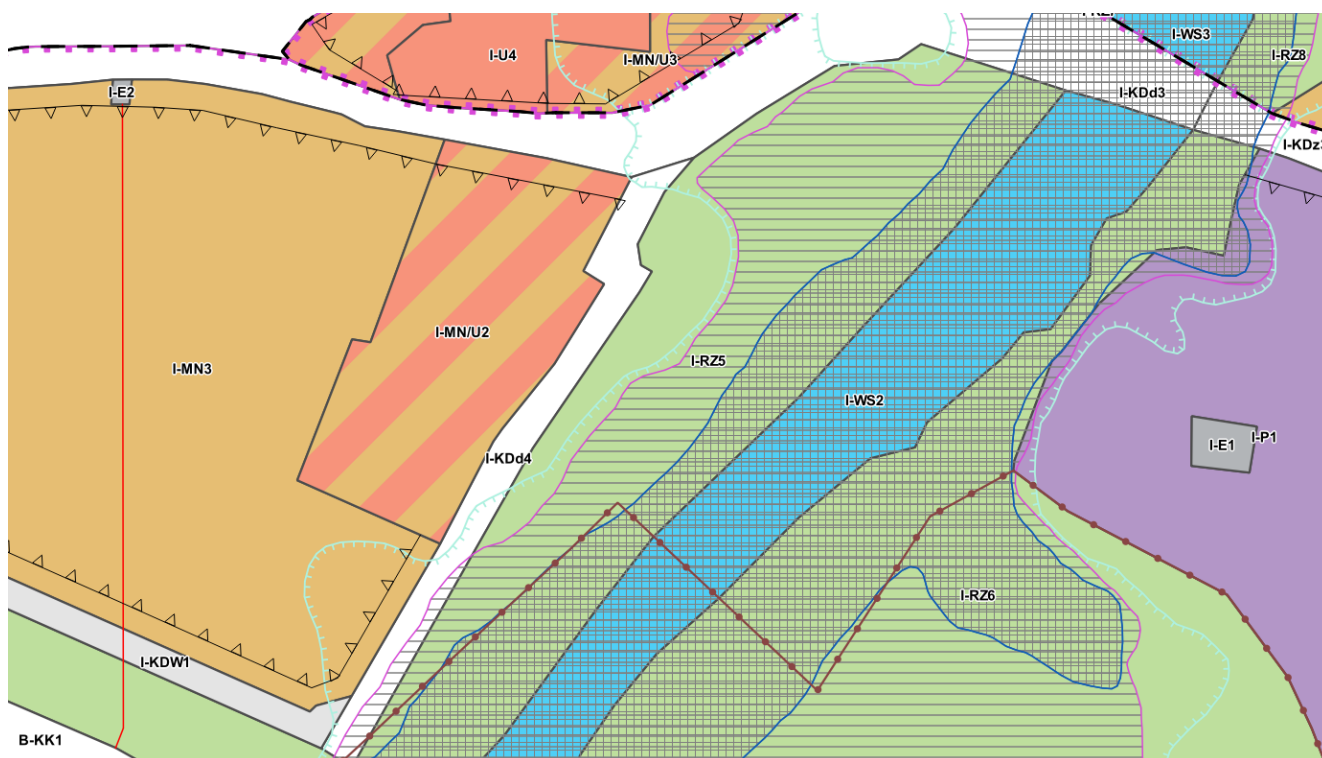 I-WS3
I-U4
I-RZ8
I-MN/U3
I-E2
I-KDd3
I-KDz3
I-MN/U2
I-RZ5
I-MN3
I-WS2
I-P1
I-E1
I-KDd4
I-RZ6
I-KDW1
B-KK1